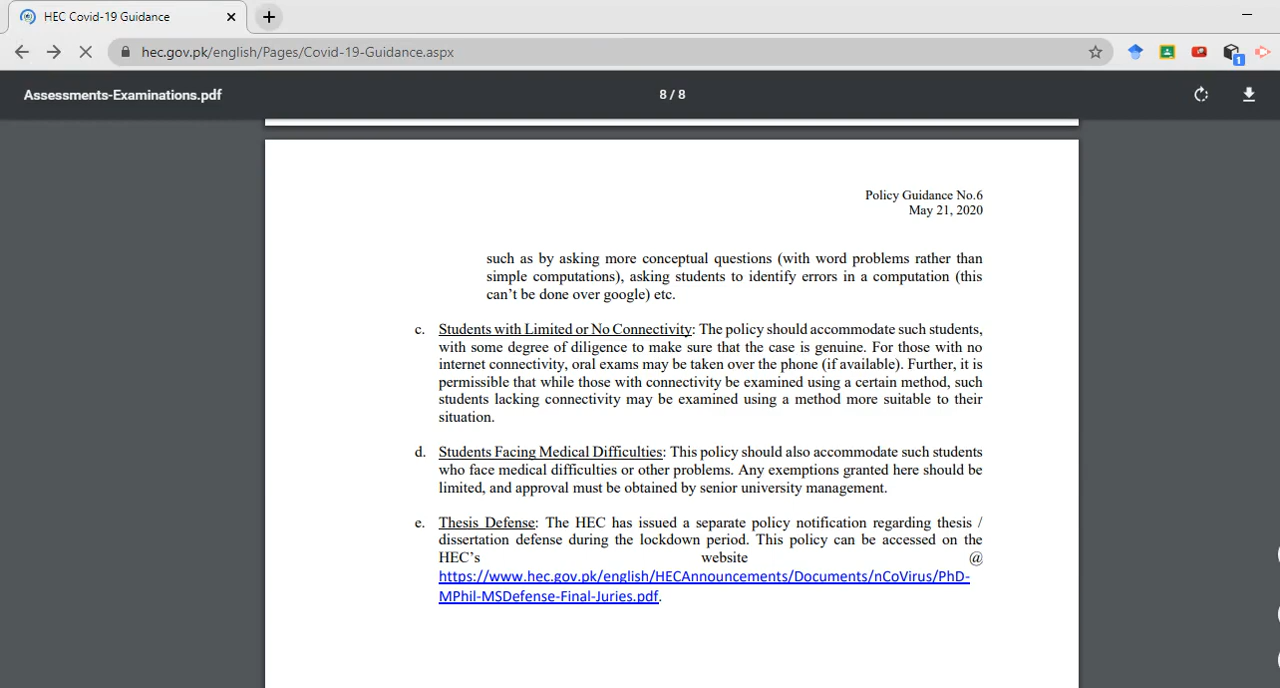 HEC Covid-19 Guidance
hec.gov.pk/english/Pages/Covid-19-Guidance.aspx
1
Assessments-Examinations.pdf
8 / 8
Policy Guidance No.6
May 21, 2020
such as by asking more conceptual questions (with word problems rather than
simple computations), asking students to identify errors in a computation (this
can't be done over google) etc.
c. Students with Limited or No Connectivity: The policy should accommodate such students,
with some degree of diligence to make sure that the case is genuine. For those with no
internet connectivity, oral exams may be taken over the phone (if available). Further, it is
permissible that while those with connectivity be examined using a certain method, such
students lacking connectivity may be examined using a method more suitable to their
situation.
d. Students Facing Medical Difficulties: This policy should also accommodate such students
who face medical difficulties or other problems. Any exemptions granted here should be
limited, and approval must be obtained by senior university management.
e. Thesis Defense: The HEC has issued a separate policy notification regarding thesis /
dissertation defense during the lockdown period. This policy can be accessed on the
HEC's website @
https://www.hec.gov.pk/english/HECAnnouncements/Documents/nCoVirus/PhD-
MPhil-MSDefense-Final-Juries.pdf.